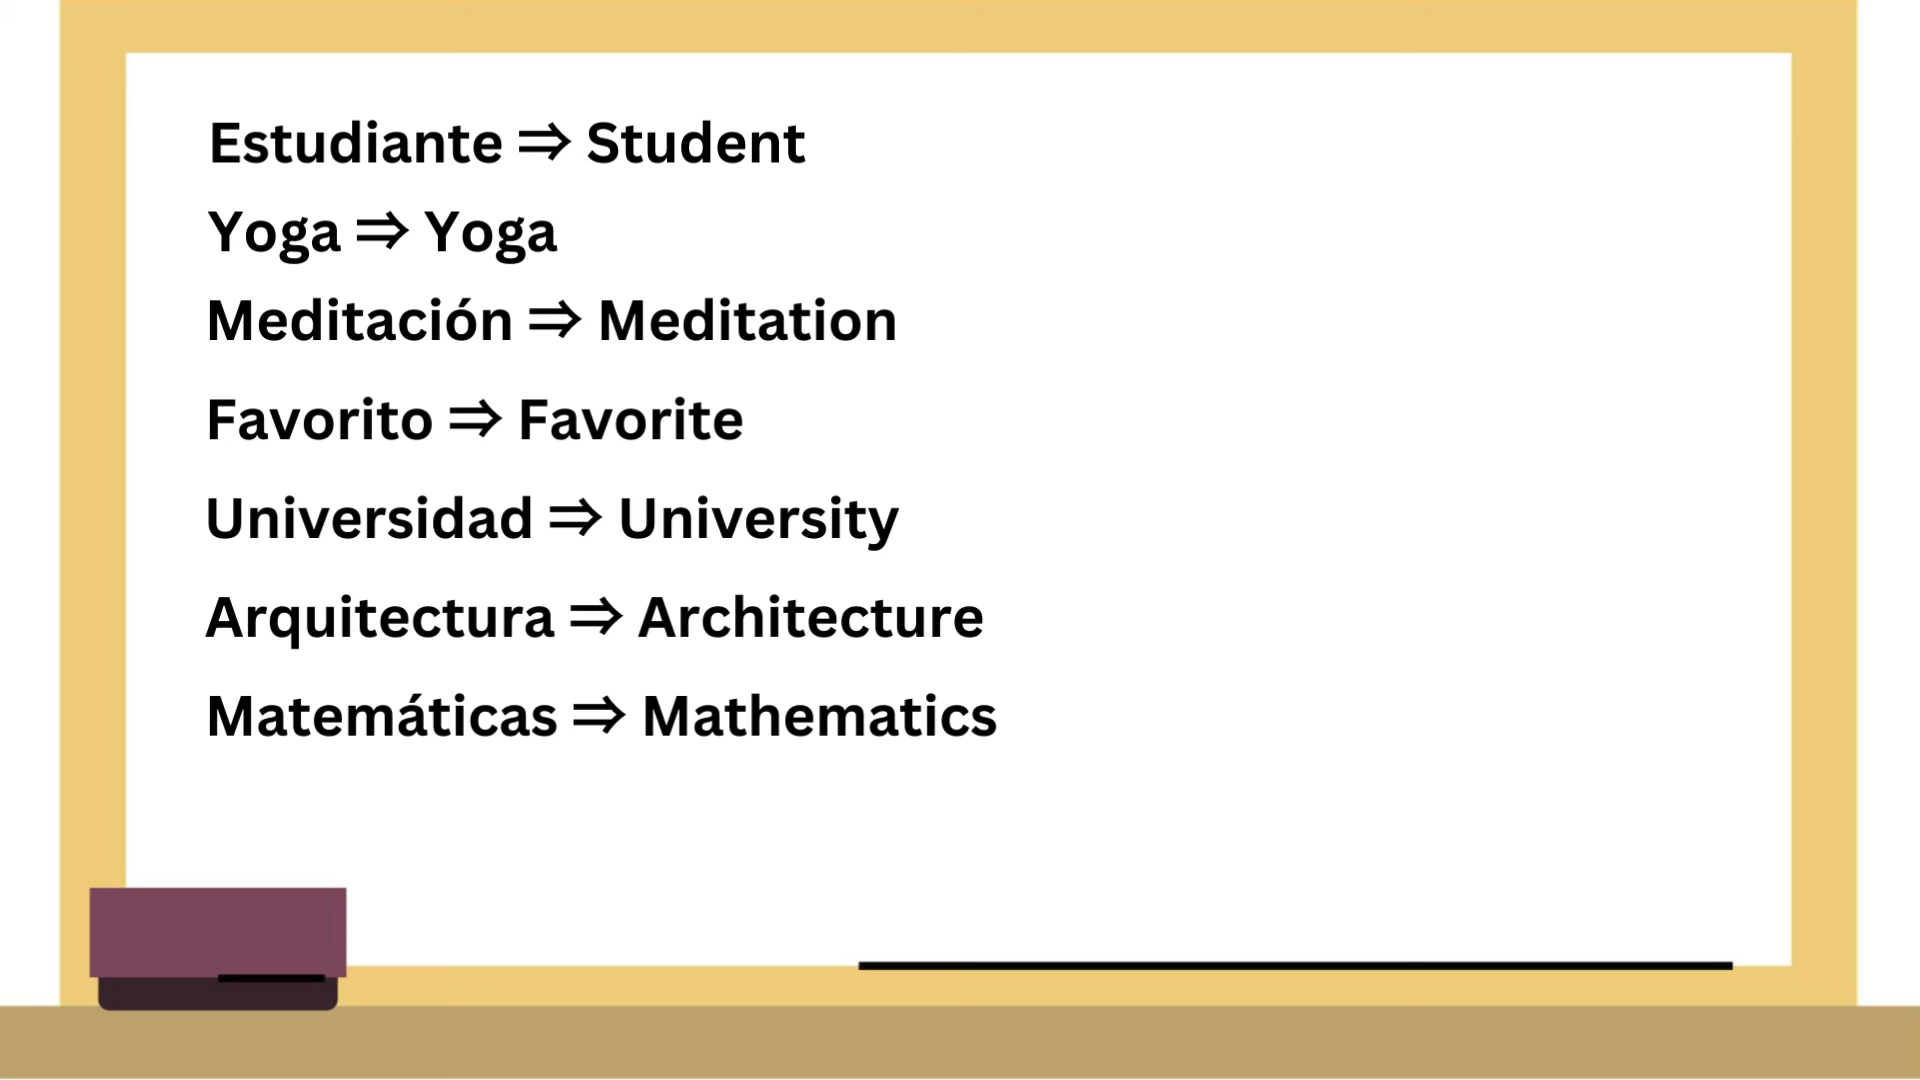 Estudiante ⇒ Student
Yoga ⇒ Yoga
Meditación ⇒ Meditation
Favorito ⇒ Favorite
Universidad ⇒ University
Arquitectura ⇒ Architecture
Matemáticas ⇒ Mathematics